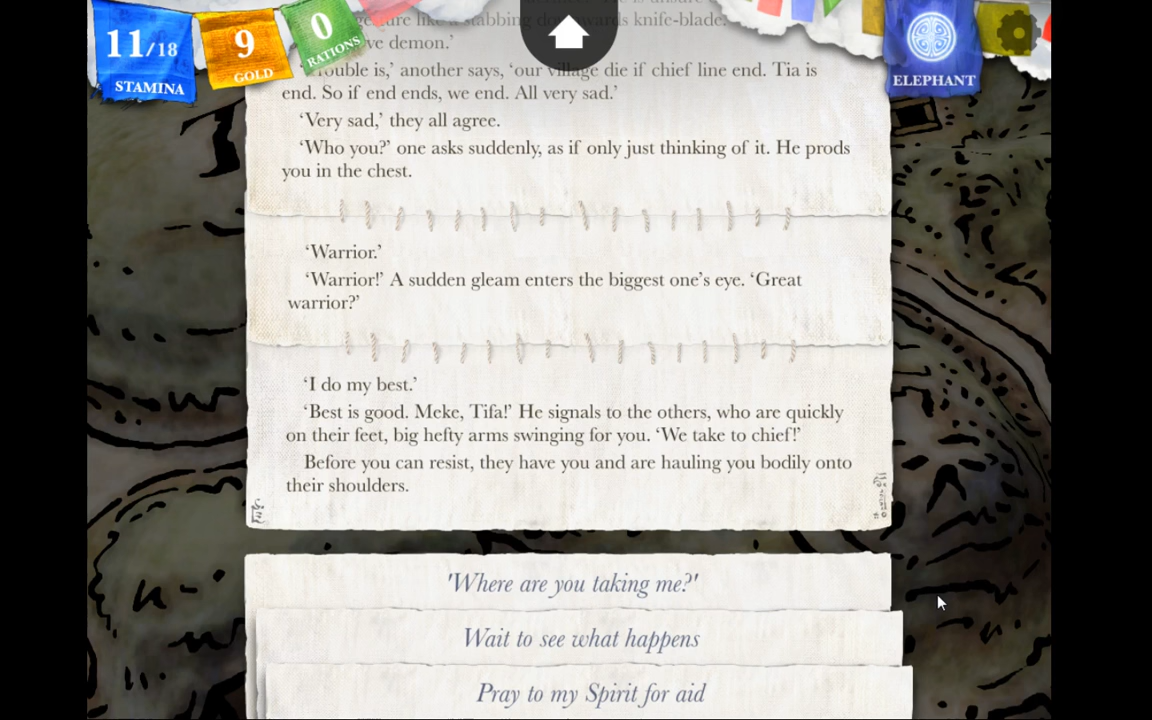 11/18
STAMINA
9
GOLD
0
RATIONS
ELEPHANT
like a stabbing
knife-blade.
demon.’
another says, ‘our village die if chief line end. Tia is
end. So if end ends, we end. All very sad.’
‘Very sad,’ they all agree.
‘Who you?’ one asks suddenly, as if only just thinking of it. He prods
you in the chest.
‘Warrior.’
‘Warrior!’ A sudden gleam enters the biggest one’s eye. ‘Great
warrior?’
‘I do my best.’
‘Best is good. Meke, Tifa!’ He signals to the others, who are quickly
on their feet, big hefty arms swinging for you. ‘We take to chief!’
Before you can resist, they have you and are hauling you bodily onto
their shoulders.
'Where are you taking me?'
Wait to see what happens
Pray to my Spirit for aid